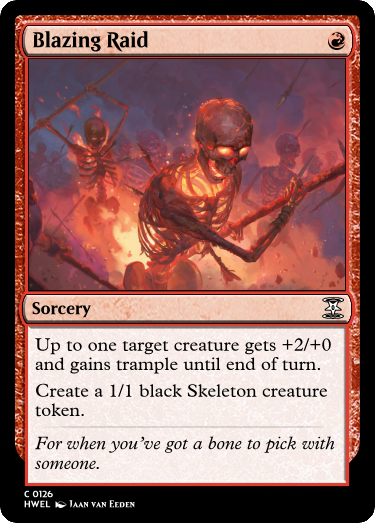 Blazing Raid
Sorcery
Up to one target creature gets +2/+0
and gains trample until end of turn.
Create a 1/1 black Skeleton creature
token.
For when you've got a bone to pick with
someone.
C 0126
HWEL Jaan van Eeden